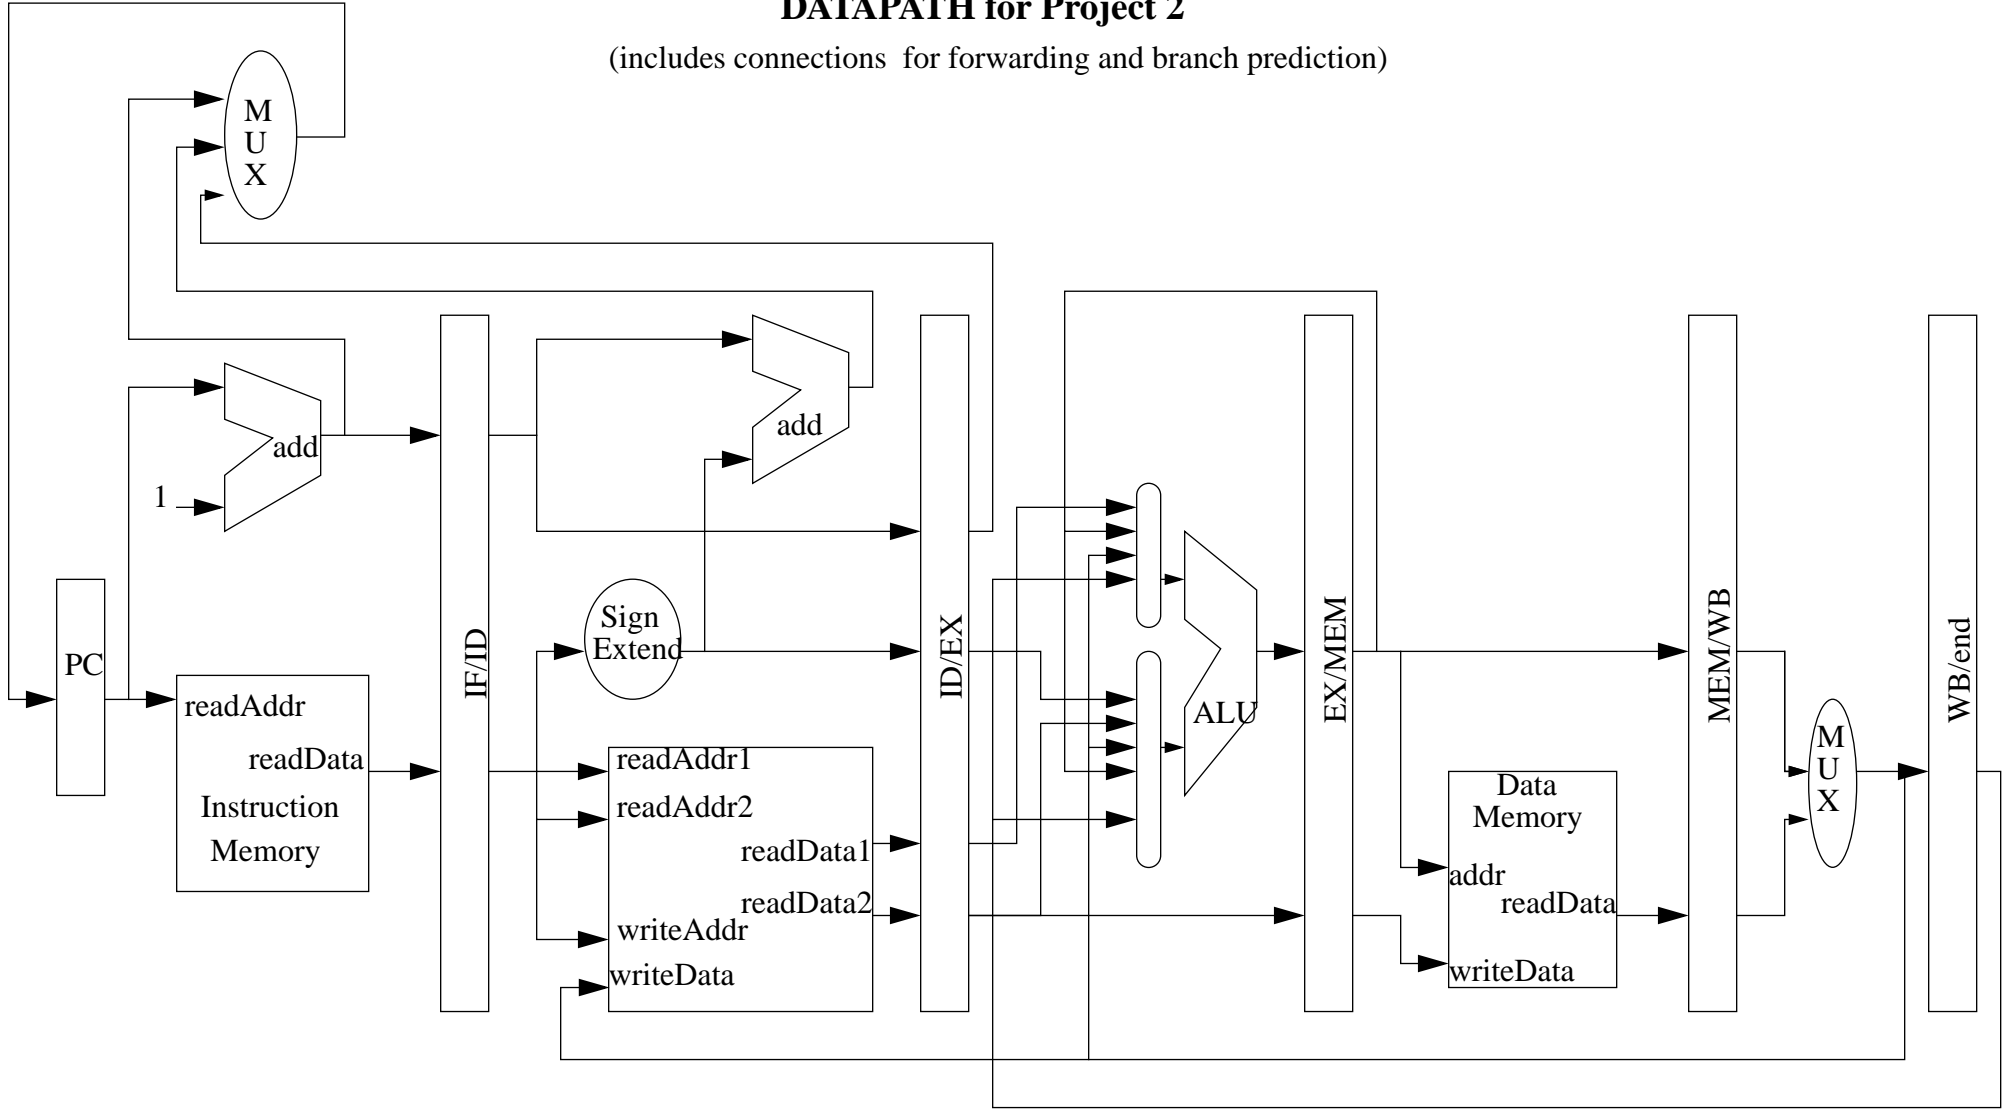 DATAPATH for Project 2
(includes connections for forwarding and branch prediction)
M
U
X
add
1
add
PC
readAddr
readData
Instruction
Memory
IF/ID
Sign
Extend
readAddr1
readAddr2
readData1
readData2
writeAddr
writeData
ID/EX
ALU
EX/MEM
Data
Memory
addr
readData
writeData
MEM/WB
M
U
X
WB/end